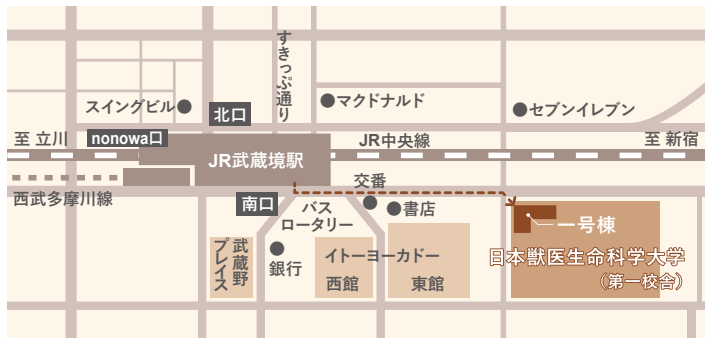 すきっぷ通り
スイングビル
北口
マクドナルド
セブンイレブン
至 立川
nonowa口
JR武蔵境駅
JR中央線
至 新宿
西武多摩川線
南口
バス
ロータリー
交番
書店
一号棟
日本獣医生命科学大学
(第一校舎)
武蔵野
プレイス
銀行
イトーヨーカドー
西館
東館